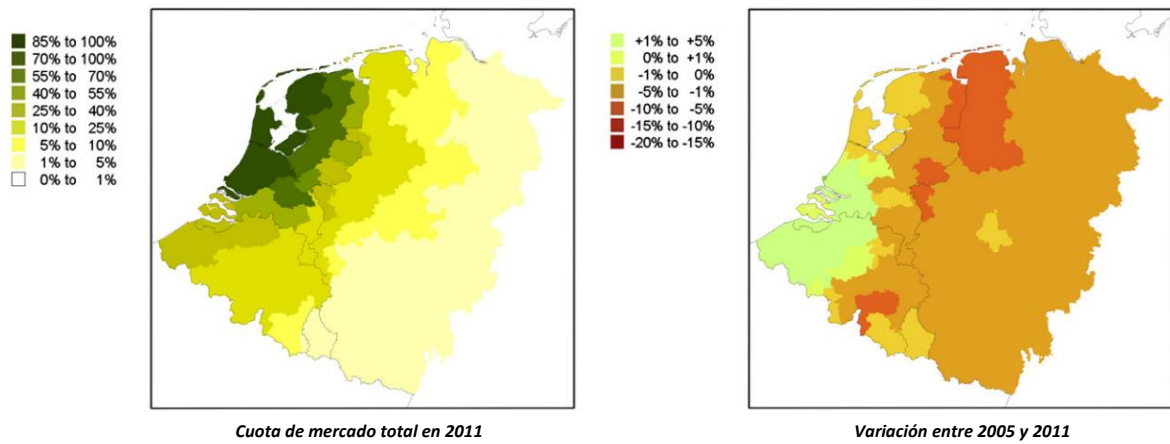 85% to 100%
70% to 100%
55% to 70%
40% to 55%
25% to 40%
10% to 25%
5% to 10%
1% to 5%
0% to 1%
+1% to +5%
0% to +1%
-1% to 0%
-5% to -1%
-10% to -5%
-15% to -10%
-20% to -15%
Cuota de mercado total en 2011
Variación entre 2005 y 2011